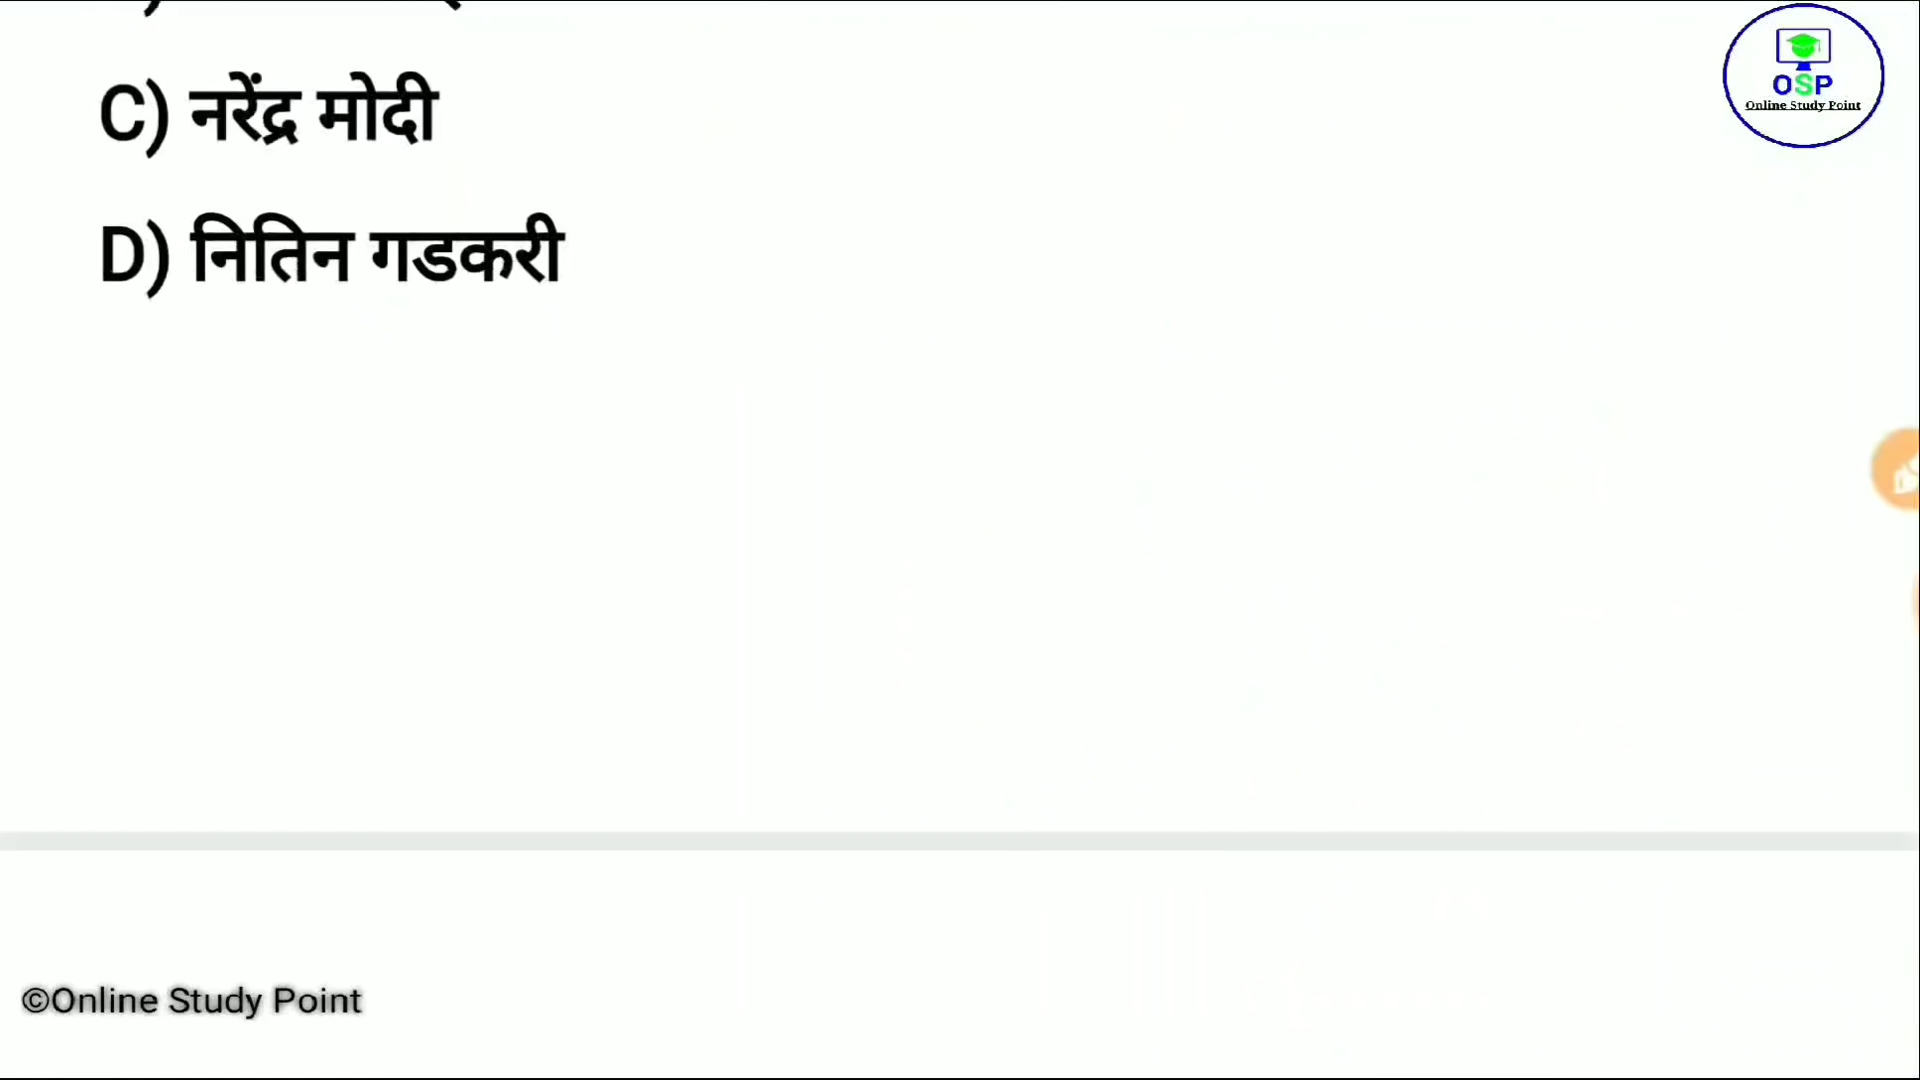 C) नरेंद्र मोदी
D) नितिन गडकरी
OSP
Online Study Point
©Online Study Point